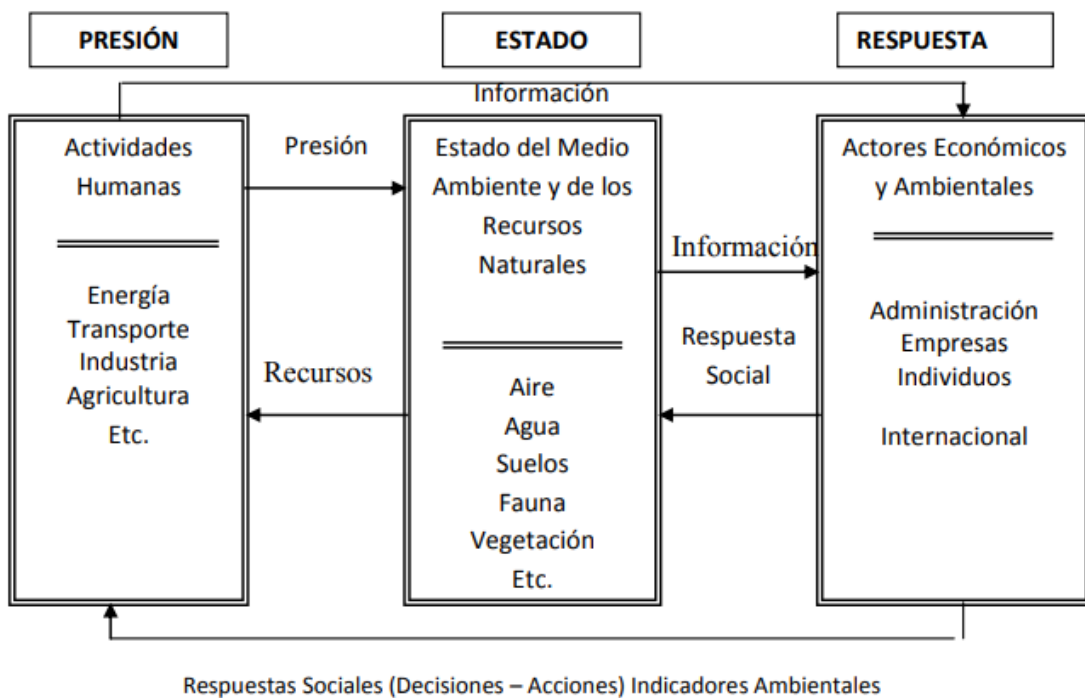 PRESIÓN
ESTADO
RESPUESTA
Información
Actividades
Humanas
Energía
Transporte
Industria
Agricultura
Etc.
Presión
Recursos
Estado del Medio
Ambiente y de los
Recursos
Naturales
Aire
Agua
Suelos
Fauna
Vegetación
Etc.
Información
Respuesta
Social
Actores Económicos
y Ambientales
Administración
Empresas
Individuos
Internacional
Respuestas Sociales (Decisiones – Acciones) Indicadores Ambientales